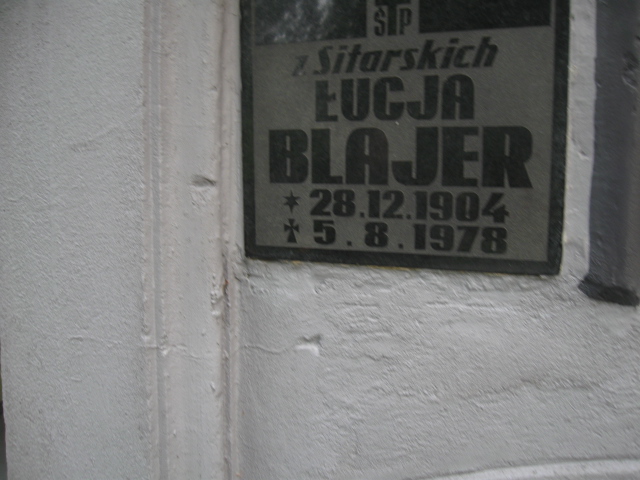 ŚP
z Sitarskich
ŁUCJA
BLAJER
* 28.12.1904
✠ 5.8.1978